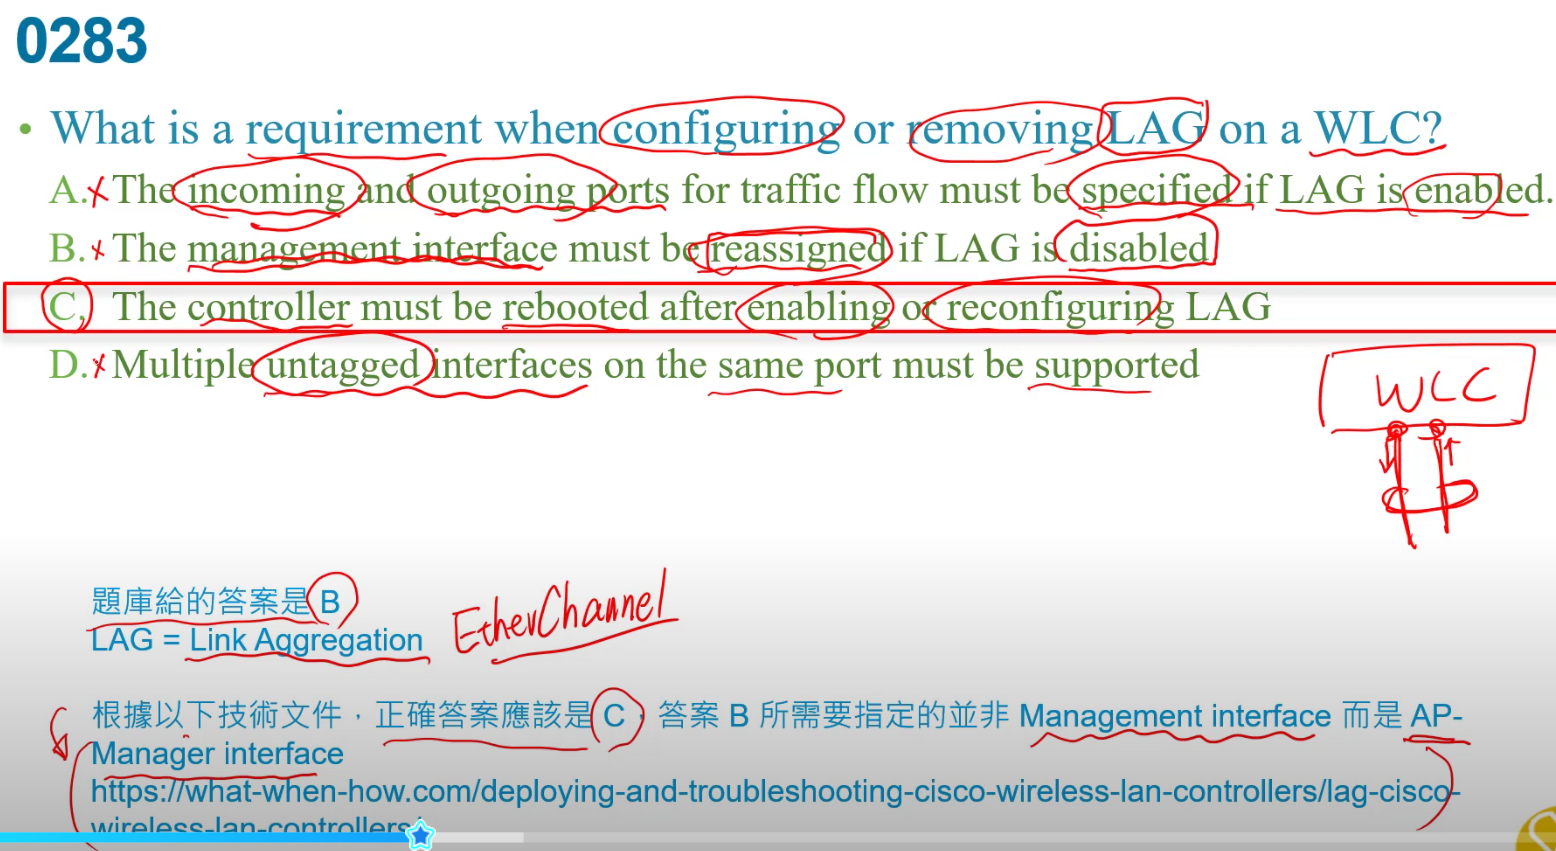 0283
• What is a requirement when configuring or removing LAG on a WLC?
A. The incoming and outgoing ports for traffic flow must be specified if LAG is enabled.
B. The management interface must be reassigned if LAG is disabled.
C. The controller must be rebooted after enabling or reconfiguring LAG
D. Multiple untagged interfaces on the same port must be supported
WLC
題庫給的答案是 B
LAG = Link Aggregation
EtherChannel
根據以下技術文件，正確答案應該是 C，答案 B 所需要指定的並非 Management interface 而是 AP-
Manager interface
https://what-when-how.com/deploying-and-troubleshooting-cisco-wireless-lan-controllers/lag-cisco-
wireless-lan-controllers/